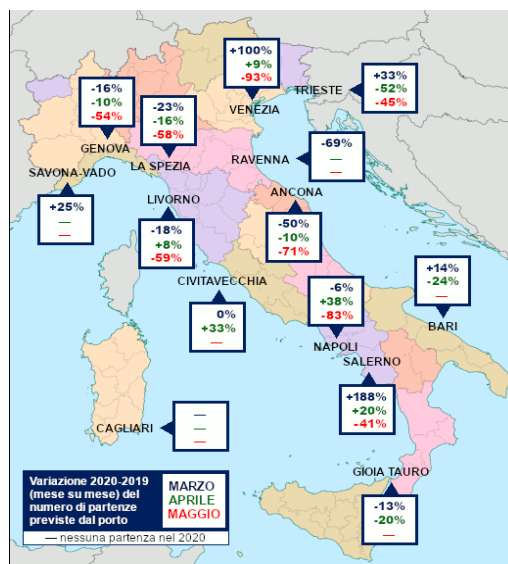 +100%
+9%
-93%
VENEZIA
-16%
-10%
-54%
GENOVA
-23%
-16%
-58%
LA SPEZIA
TRIESTE
+33%
-52%
-45%
RAVENNA
-69%
—
—
SAVONA-VADO
+25%
—
—
LIVORNO
-18%
+8%
-59%
ANCONA
-50%
-10%
-71%
CIVITAVECCHIA
0%
+33%
—
-6%
+38%
-83%
NAPOLI
+14%
-24%
—
BARI
SALERNO
+188%
+20%
-41%
CAGLIARI
—
—
—
GIOIA TAURO
-13%
-20%
—
Variazione 2020-2019
(mese su mese) del
numero di partenze
previste dal porto
MARZO
APRILE
MAGGIO
— nessuna partenza nel 2020